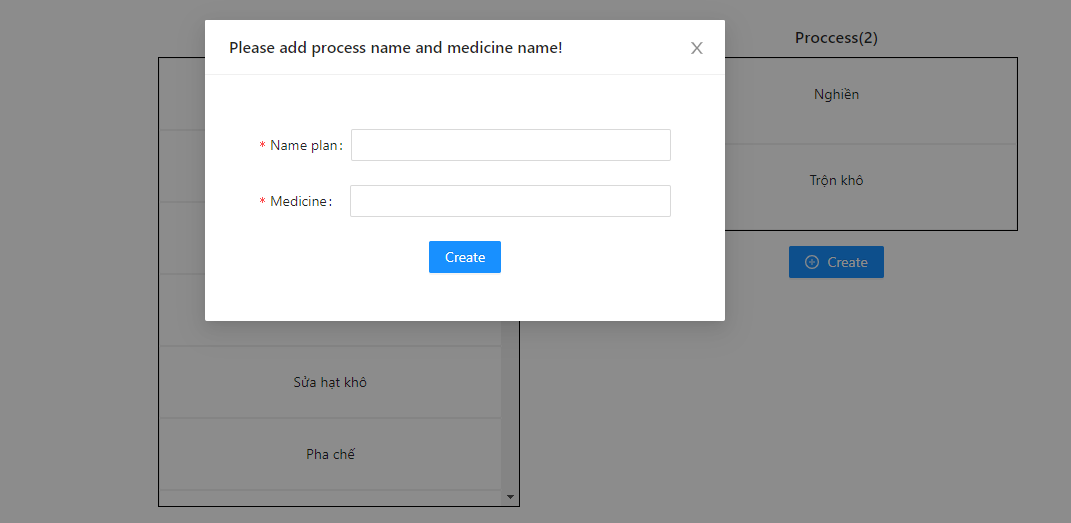 Please add process name and medicine name!
* Name plan:
* Medicine:
Create
Proccess(2)
Nghiền
Trộn khô
Create
Sửa hạt khô
Pha chế